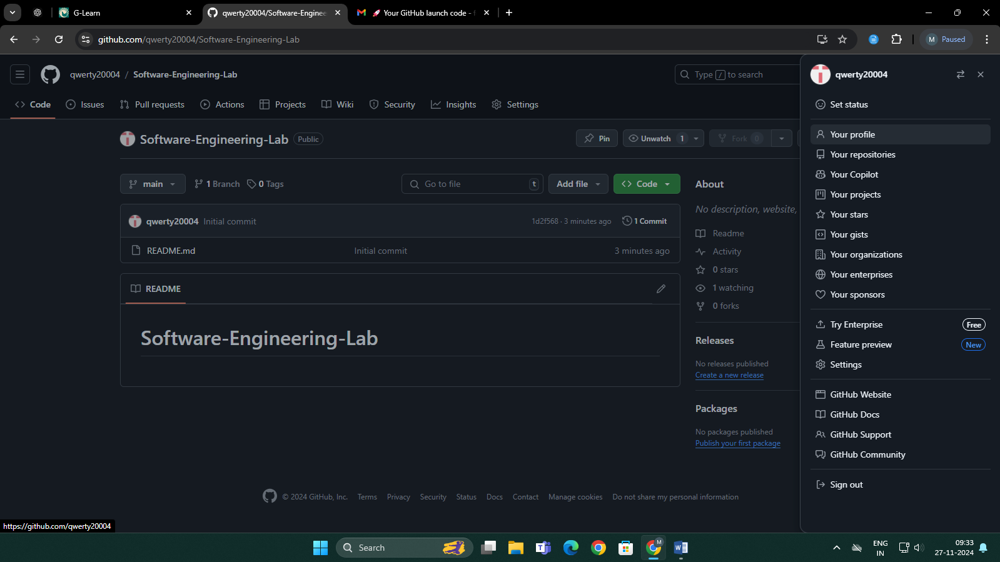 G-Learn
qwerty20004/Software-Enginee
🚀 Your GitHub launch code -
github.com/qwerty20004/Software-Engineering-Lab
M Paused
qwerty20004 / Software-Engineering-Lab
Type / to search
Code
Issues
Pull requests
Actions
Projects
Wiki
Security
Insights
Settings
Software-Engineering-Lab Public
Pin
Unwatch 1
Fork 0
main
1 Branch
0 Tags
Go to file t
Add file
Code
qwerty20004 Initial commit
1d2f568 · 3 minutes ago
1 Commit
README.md Initial commit 3 minutes ago
README
Software-Engineering-Lab
About
No description, website,
Readme
Activity
0 stars
1 watching
0 forks
Releases
No releases published
Create a new release
Packages
No packages published
Publish your first package
© 2024 GitHub, Inc. Terms Privacy Security Status Docs Contact Manage cookies Do not share my personal information
qwerty20004
Set status
Your profile
Your repositories
Your Copilot
Your projects
Your stars
Your gists
Your organizations
Your enterprises
Your sponsors
Try Enterprise Free
Feature preview New
Settings
GitHub Website
GitHub Docs
GitHub Support
GitHub Community
Sign out
https://github.com/qwerty20004
Search
M
ENG
IN
09:33
27-11-2024